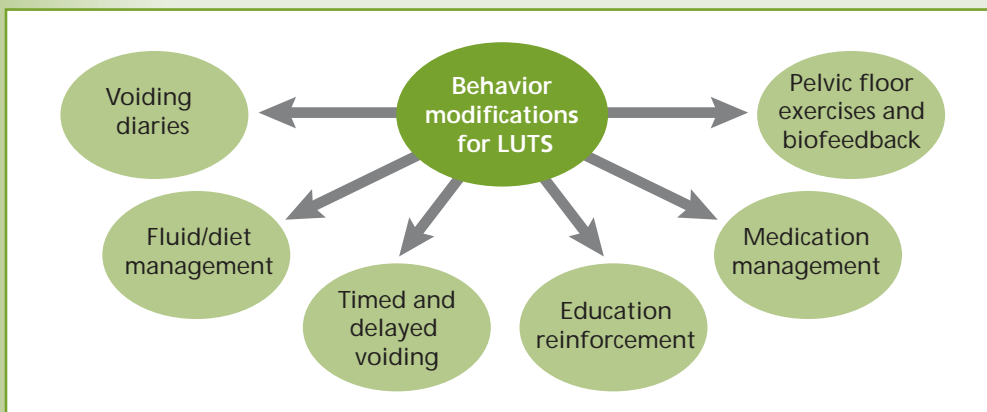 Behavior
modifications
for LUTS
Voiding
diaries
Fluid/diet
management
Timed and
delayed
voiding
Education
reinforcement
Medication
management
Pelvic floor
exercises and
biofeedback